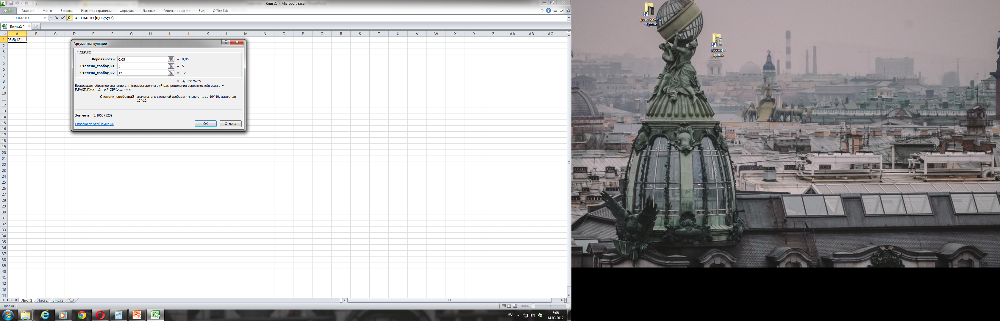 Книга1 - Microsoft Excel
Файл Главная Меню Вставка Разметка страницы Формулы Данные Рецензирование Вид Office Tab
F.ОБР.ПХ =F.ОБР.ПХ(0,05;5;12)
Книга1 *
A B C D E F G H I J K L M N O P Q R S T U V W X Y Z AA AB AC
1 05;5;12)
2
3
4
5
6
7
8
9
10
11
12
13
14
15
16
17
18
19
20
21
22
23
24
25
26
27
28
29
30
31
32
33
34
35
36
37
38
39
40
41
42
43
44
Аргументы функции
F.ОБР.ПХ
Вероятность 0,05 = 0,05
Степени_свободы1 5 = 5
Степени_свободы2 12 = 12
= 3,105875239
Возвращает обратное значение для (правостороннего) F-распределения вероятностей: если p =
F.РАСП.ПХ(x,...), то F.ОБР(p,...) = x.
Степени_свободы2 знаменатель степеней свободы - число от 1 до 10^10, исключая
10^10.
Значение: 3,105875239
Справка по этой функции ОК Отмена
Лист1 Лист2 Лист3
Правка 100%
RU 5:08
14.03.2017
фото_КВАР...
- Ярлык
КУХНИ -
Ярлык